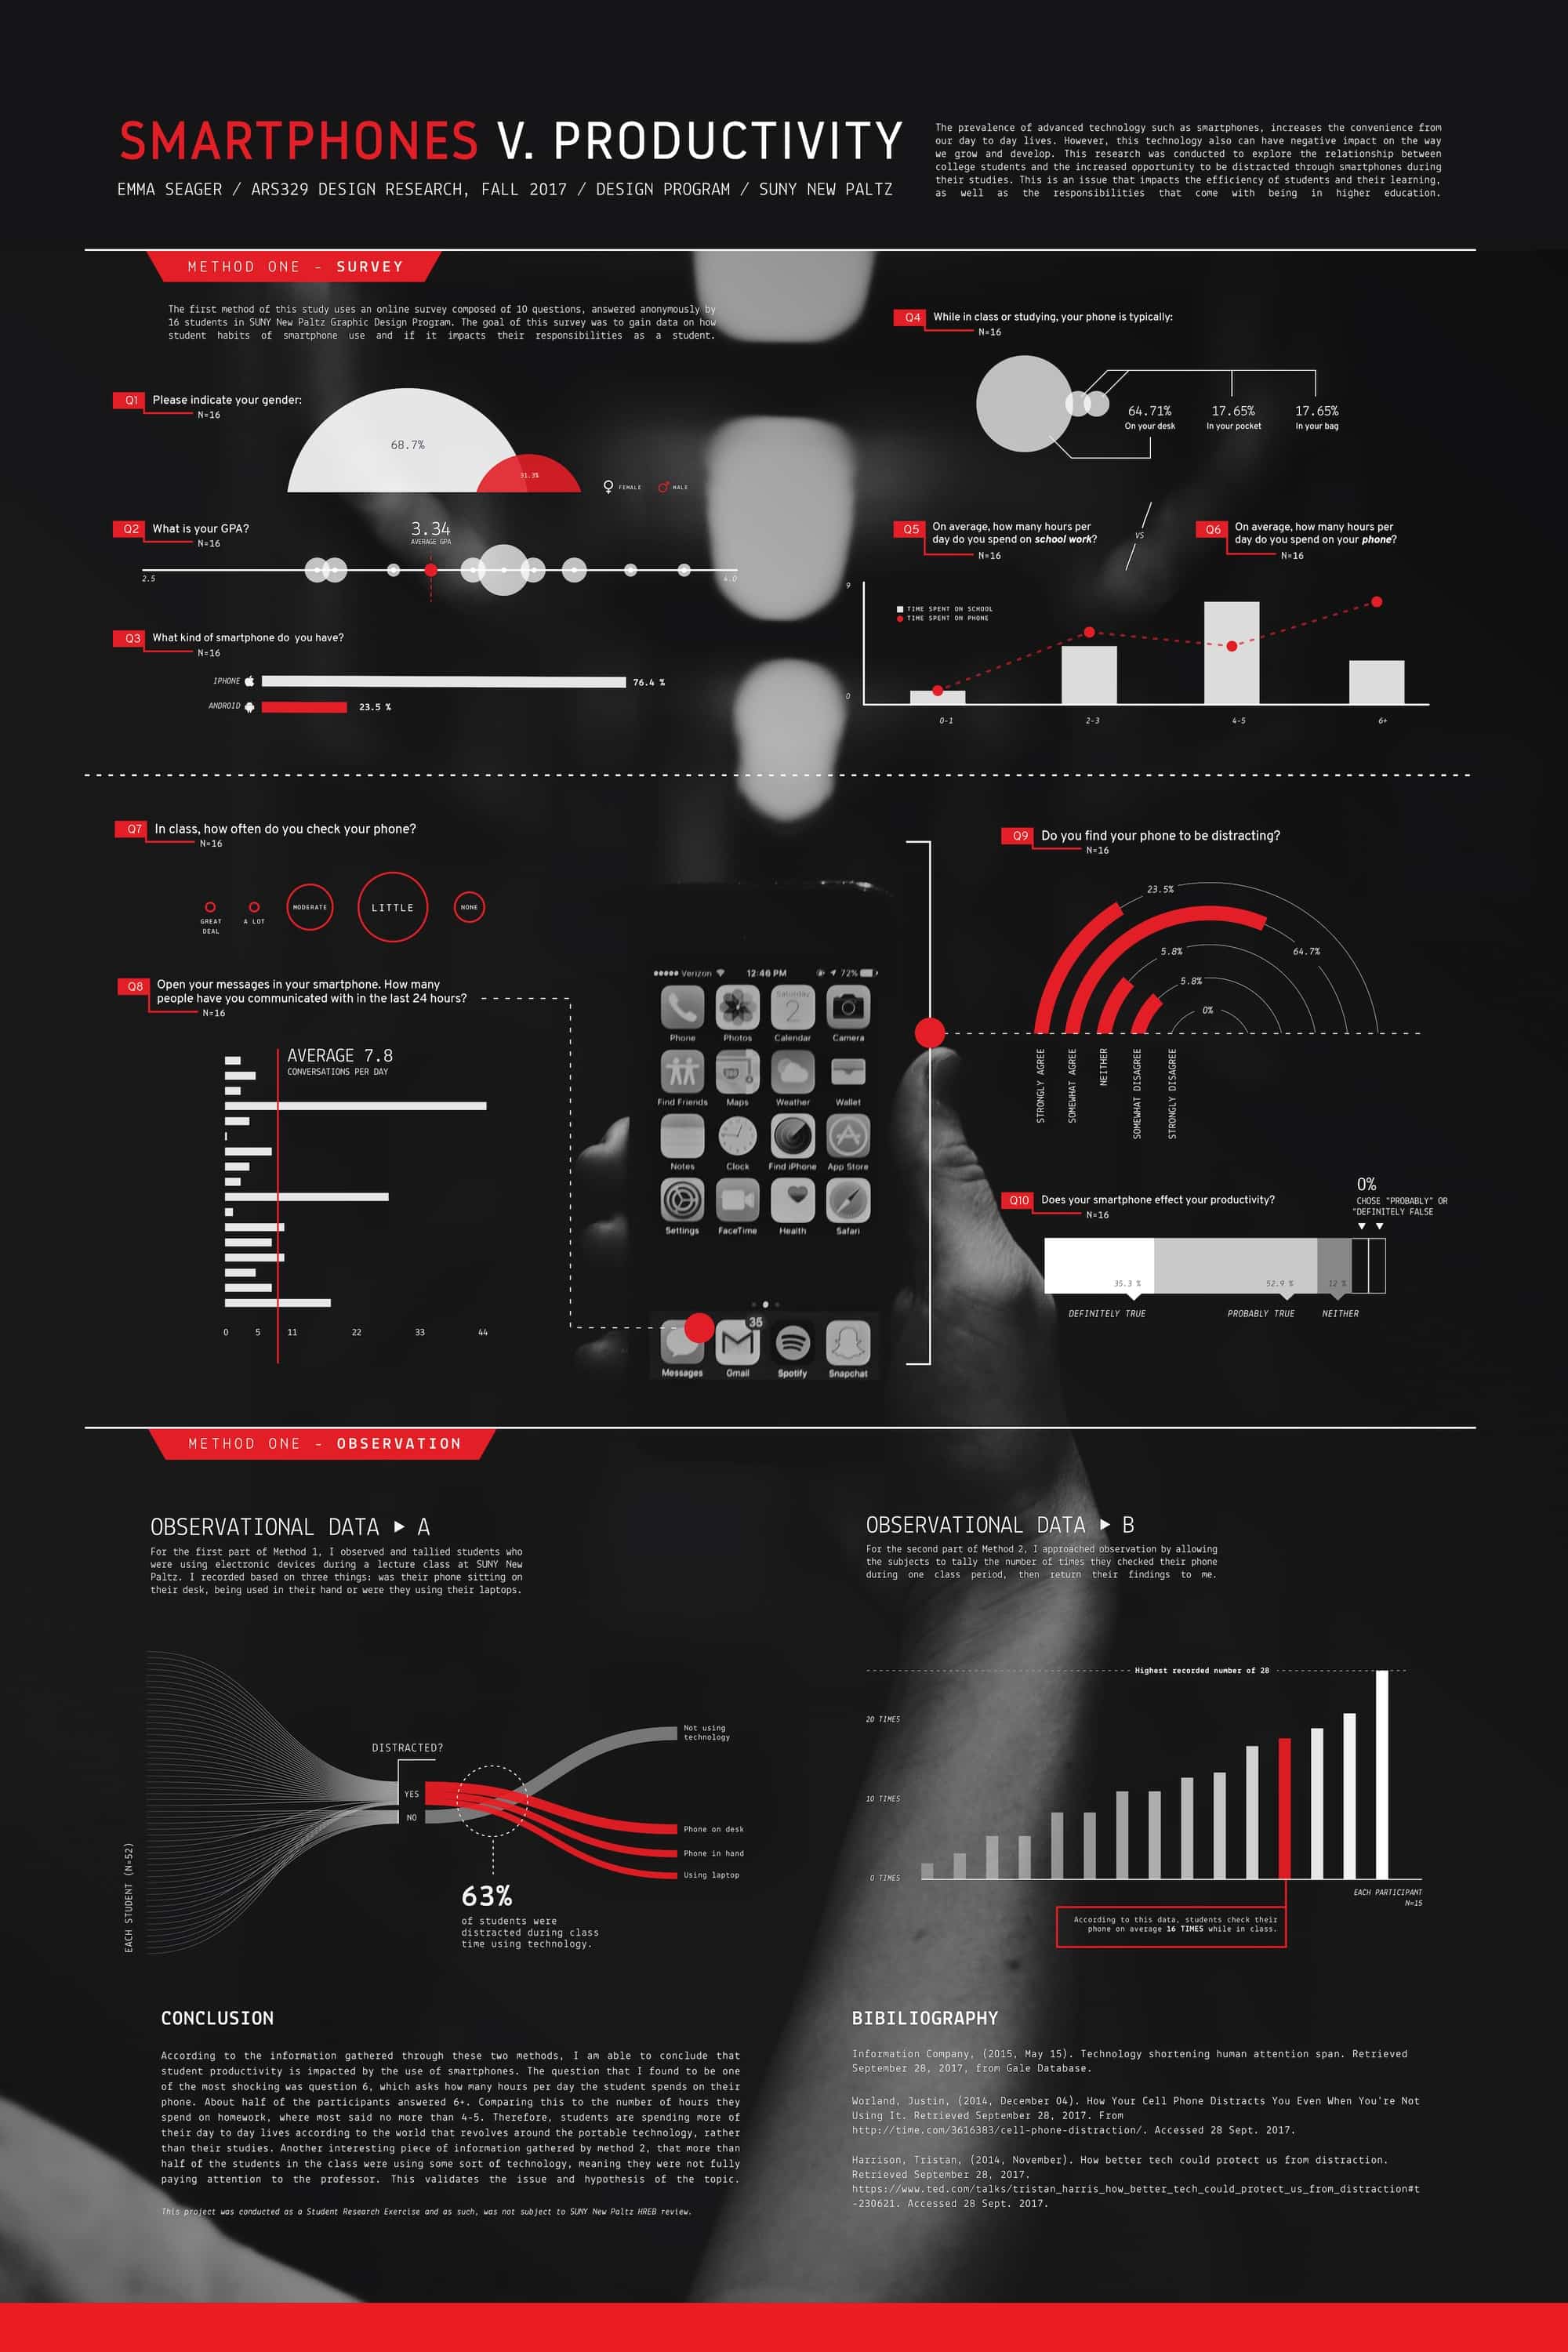 SMARTPHONES V. PRODUCTIVITY
EMMA SEAGER / ARS329 DESIGN RESEARCH, FALL 2017 / DESIGN PROGRAM / SUNY NEW PALTZ
The prevalence of advanced technology such as smartphones, increases the convenience from
our day to day lives. However, this technology also can have negative impact on the way
we grow and develop. This research was conducted to explore the relationship between
college students and the increased opportunity to be distracted through smartphones during
their studies. This is an issue that impacts the efficiency of students and their learning,
as well as the responsibilities that come with being in higher education.
METHOD ONE - SURVEY
The first method of this study uses an online survey composed of 10 questions, answered anonymously by
16 students in SUNY New Paltz Graphic Design Program. The goal of this survey was to gain data on how
student habits of smartphone use and if it impacts their responsibilities as a student.
Q1 Please indicate your gender:
N=16
68.7%
31.3%
FEMALE
MALE
Q2 What is your GPA?
N=16
3.34
AVERAGE GPA
2.5
4.0
Q3 What kind of smartphone do you have?
N=16
IPHONE
76.4 %
ANDROID
23.5 %
Q4 While in class or studying, your phone is typically:
N=16
64.71% 17.65% 17.65%
On your desk In your pocket In your bag
Q5 On average, how many hours per
day do you spend on school work?
N=16
VS
Q6 On average, how many hours per
day do you spend on your phone?
N=16
9
TIME SPENT ON SCHOOL
TIME SPENT ON PHONE
0
0-1 2-3 4-5 6+
Q7 In class, how often do you check your phone?
N=16
GREAT
DEAL
A LOT
MODERATE
LITTLE
NONE
Q8 Open your messages in your smartphone. How many
people have you communicated with in the last 24 hours?
N=16
AVERAGE 7.8
CONVERSATIONS PER DAY
0 5 11 22 33 44
Verizon 12:46 PM 72%
Saturday
2
Phone Photos Calendar Camera
Find Friends Maps Weather Wallet
Notes Clock Find iPhone App Store
Settings FaceTime Health Safari
35
Messages Gmail Spotify Snapchat
Q9 Do you find your phone to be distracting?
N=16
23.5%
64.7%
5.8%
5.8%
0%
STRONGLY AGREE
SOMEWHAT AGREE
NEITHER
SOMEWHAT DISAGREE
STRONGLY DISAGREE
Q10 Does your smartphone effect your productivity?
N=16
0%
CHOSE "PROBABLY" OR
"DEFINITELY FALSE
35.3 % 52.9 % 12 %
DEFINITELY TRUE PROBABLY TRUE NEITHER
METHOD ONE - OBSERVATION
OBSERVATIONAL DATA ▶ A
For the first part of Method 1, I observed and tallied students who
were using electronic devices during a lecture class at SUNY New
Paltz. I recorded based on three things: was their phone sitting on
their desk, being used in their hand or were they using their laptops.
EACH STUDENT (N=52)
DISTRACTED?
YES
NO
Not using
technology
Phone on desk
Phone in hand
Using laptop
63%
of students were
distracted during class
time using technology.
OBSERVATIONAL DATA ▶ B
For the second part of Method 2, I approached observation by allowing
the subjects to tally the number of times they checked their phone
during one class period, then return their findings to me.
Highest recorded number of 28
20 TIMES
10 TIMES
0 TIMES
EACH PARTICIPANT
N=15
According to this data, students check their
phone on average 16 TIMES while in class.
CONCLUSION
According to the information gathered through these two methods, I am able to conclude that
student productivity is impacted by the use of smartphones. The question that I found to be one
of the most shocking was question 6, which asks how many hours per day the student spends on their
phone. About half of the participants answered 6+. Comparing this to the number of hours they
spend on homework, where most said no more than 4-5. Therefore, students are spending more of
their day to day lives according to the world that revolves around the portable technology, rather
than their studies. Another interesting piece of information gathered by method 2, that more than
half of the students in the class were using some sort of technology, meaning they were not fully
paying attention to the professor. This validates the issue and hypothesis of the topic.
This project was conducted as a Student Research Exercise and as such, was not subject to SUNY New Paltz HREB review.
BIBILIOGRAPHY
Information Company, (2015, May 15). Technology shortening human attention span. Retrieved
September 28, 2017, from Gale Database.
Worland, Justin, (2014, December 04). How Your Cell Phone Distracts You Even When You're Not
Using It. Retrieved September 28, 2017. From
http://time.com/3616383/cell-phone-distraction/. Accessed 28 Sept. 2017.
Harrison, Tristan, (2014, November). How better tech could protect us from distraction.
Retrieved September 28, 2017.
https://www.ted.com/talks/tristan_harris_how_better_tech_could_protect_us_from_distraction#t
-230621. Accessed 28 Sept. 2017.